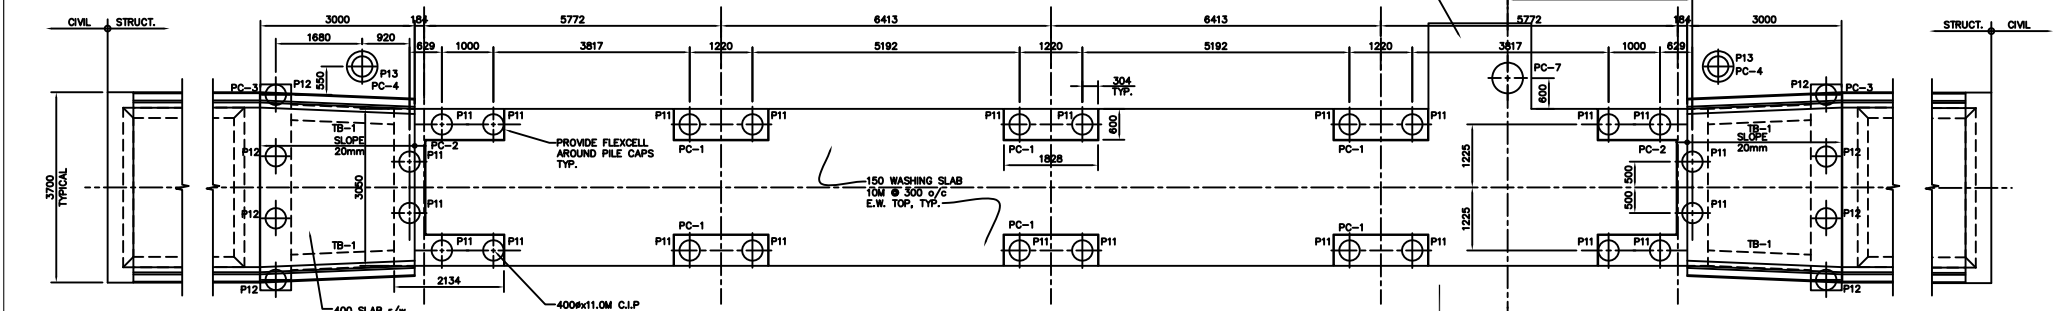 3000 184 5772 6413 6413 5772 184 3000
CIVIL STRUCT. STRUCT. CIVIL
1680 920 629 1000 3817 1220 5192 1220 5192 1220 3817 1000 629
550 P13 PC-4 PC-7 P13 PC-4
304 TYP.
PC-3 P12 600 P12 PC-3
P11 P11 P11 P11 P11 P11 P11 P11 P11 P11
TB-1 SLOPE 20mm
PC-2 PC-1 PC-1 600 PC-1 PC-2
TB-1 SLOPE 20mm
PROVIDE FLEXCELL
AROUND PILE CAPS
TYP.
P12 P11 1828 1225 P11 P12
3700 TYPICAL
3050
150 WASHING SLAB
10M @ 300 o/c
E.W. TOP, TYP.
500 500
P12 P11 1225 P11 P12
PC-1 PC-1
TB-1 P11 P11 P11 P11 P11 P11 P11 P11 P11 P11 TB-1
P12 2134 P12
400øx11.0M C.I.P
400 SLAB